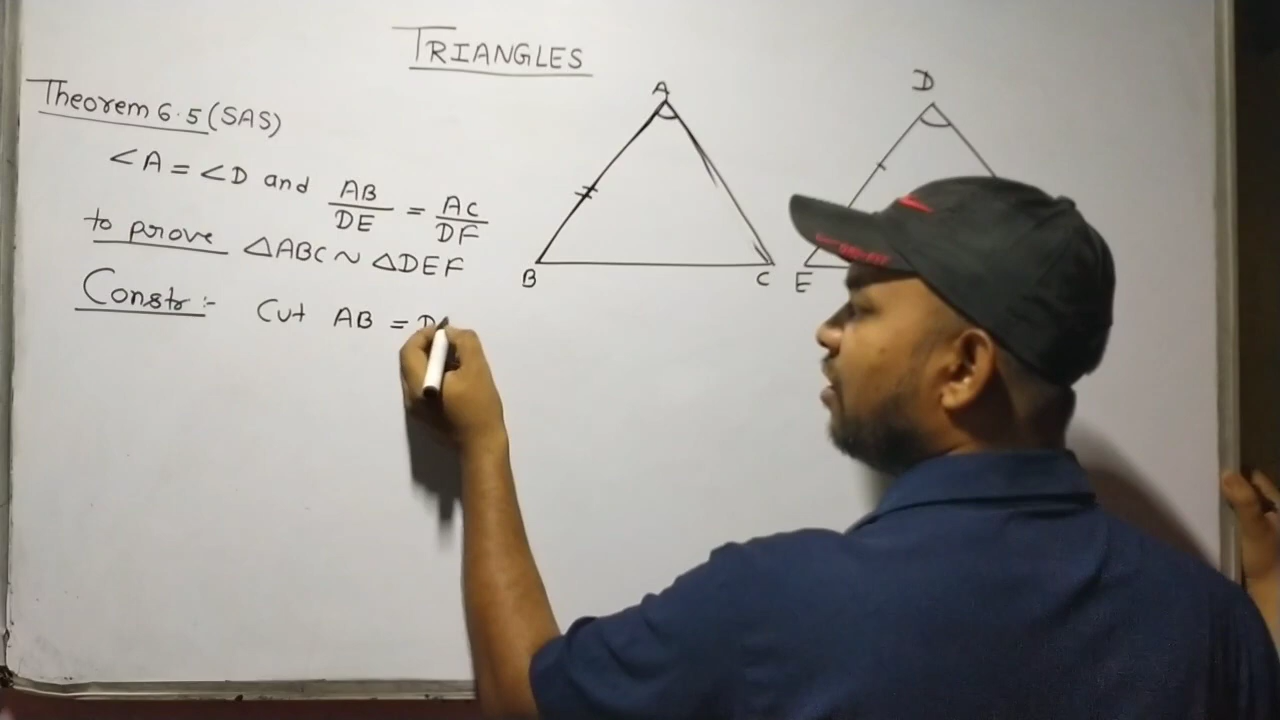 TRIANGLES
Theorem 6.5 (SAS)
∠A = ∠D and AB/DE = AC/DF
to prove △ABC ~ △DEF
Constr :- Cut AB = D
A
B
C
D
E